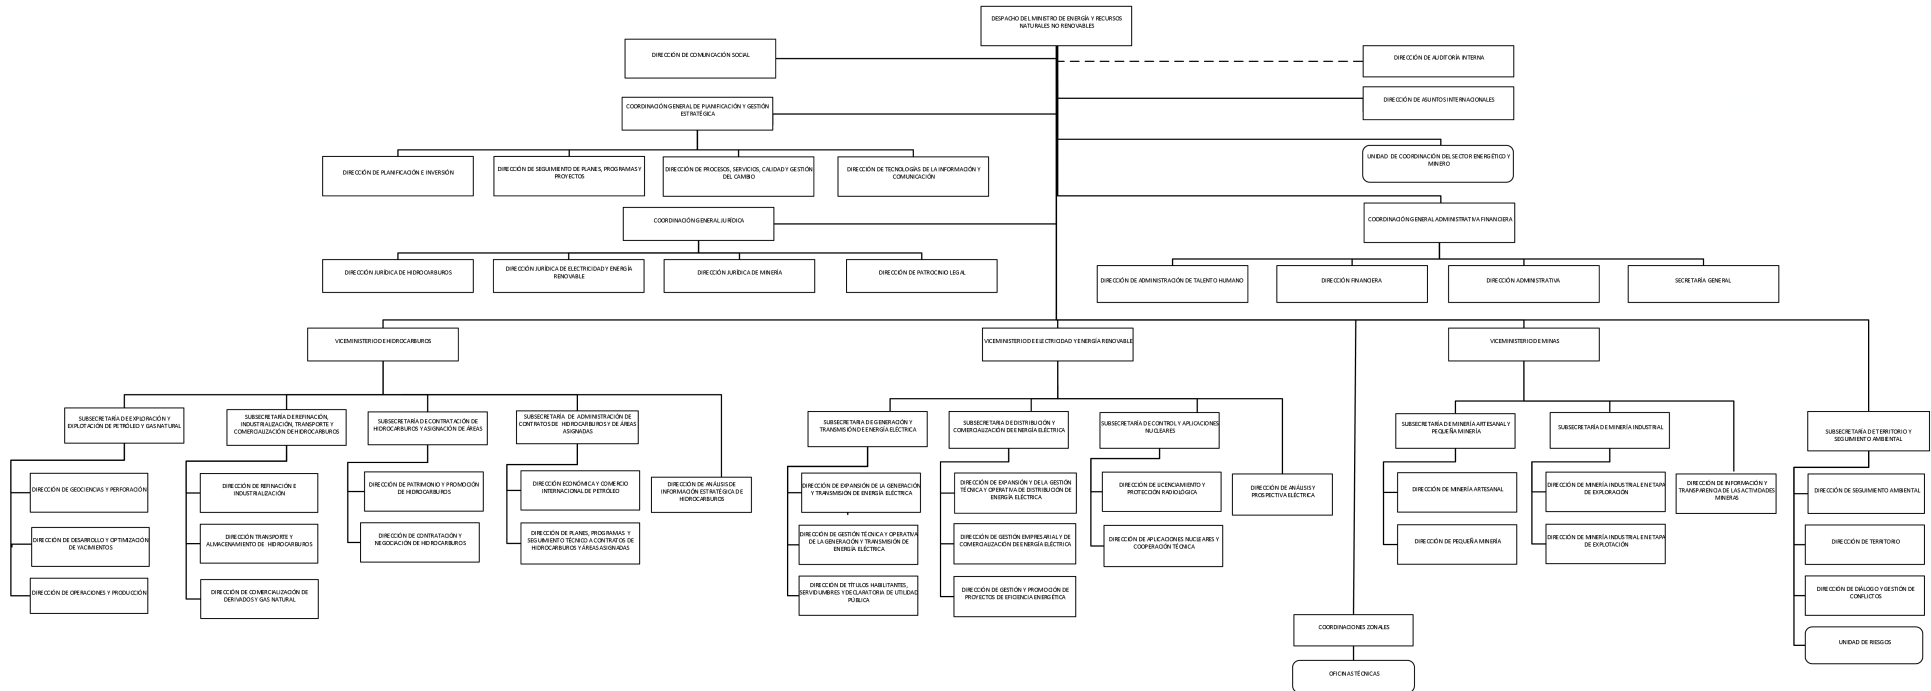 DESPACHO DEL MINISTRO DE ENERGÍA Y RECURSOS
NATURALES NO RENOVABLES
DIRECCIÓN DE COMUNCACIÓN SOCIAL
DIRECCIÓN DE AUDITORÍA INTERNA
DIRECCIÓN DE ASUNTOS INTERNACIONALES
COORDINACIÓN GENERAL DE PLANIFICACIÓN Y GESTIÓN
ESTRATÉGICA
UNIDAD DE COORDINACIÓN DEL SECTOR ENERGÉTICO Y
MINERO
DIRECCIÓN DE PLANIFICACIÓN E INVERSIÓN
DIRECCIÓN DE SEGUIMIENTO DE PLANES, PROGRAMAS Y
PROYECTOS
DIRECCIÓN DE PROCESOS, SERVICIOS, CALIDAD Y GESTIÓN
DEL CAMBIO
DIRECCIÓN DE TECNOLOGÍAS DE LA INFORMACIÓN Y
COMUNICACIÓN
COORDINACIÓN GENERAL JURÍDICA
COORDINACIÓN GENERAL ADMINISTRATIVA FINANCIERA
DIRECCIÓN JURÍDICA DE HIDROCARBUROS
DIRECCIÓN JURÍDICA DE ELECTRICIDAD Y ENERGÍA
RENOVABLE
DIRECCIÓN JURÍDICA DE MINERÍA
DIRECCIÓN DE PATROCINIO LEGAL
DIRECCIÓN DE ADMINISTRACIÓN DE TALENTO HUMANO
DIRECCIÓN FINANCIERA
DIRECCIÓN ADMINISTRATIVA
SECRETARÍA GENERAL
VICEMINISTERIO DE HIDROCARBUROS
VICEMINISTERIO DE ELECTRICIDAD Y ENERGÍA RENOVABLE
VICEMINISTERIO DE MINAS
SUBSECRETARÍA DE EXPLORACIÓN Y
EXPLOTACIÓN DE PETRÓLEO Y GAS NATURAL
SUBSECRETARÍA DE REFINACIÓN,
INDUSTRIALIZACIÓN, TRANSPORTE Y
COMERCIALIZACIÓN DE HIDROCARBUROS
SUBSECRETARÍA DE CONTRATACIÓN DE
HIDROCARBUROS Y ASIGNACIÓN DE ÁREAS
SUBSECRETARÍA DE ADMINISTRACIÓN DE
CONTRATOS DE HIDROCARBUROS Y DE ÁREAS
ASIGNADAS
SUBSECRETARIA DE GENERACIÓN Y
TRANSMISIÓN DE ENERGÍA ELÉCTRICA
SUBSECRETARIA DE DISTRIBUCIÓN Y
COMERCIALIZACIÓN DE ENERGÍA ELÉCTRICA
SUBSECRETARÍA DE CONTROL Y APLICACIONES
NUCLEARES
SUBSECRETARÍA DE MINERÍA ARTESANAL Y
PEQUEÑA MINERÍA
SUBSECRETARÍA DE MINERÍA INDUSTRIAL
SUBSECRETARÍA DE TERRITORIO Y
SEGUIMIENTO AMBIENTAL
DIRECCIÓN DE GEOCIENCIAS Y PERFORACIÓN
DIRECCIÓN DE REFINACIÓN E
INDUSTRIALIZACIÓN
DIRECCIÓN DE PATRIMONIO Y PROMOCIÓN
DE HIDROCARBUROS
DIRECCIÓN ECONÓMICA Y COMERCIO
INTERNACIONAL DE PETRÓLEO
DIRECCIÓN DE ANÁLISIS DE
INFORMACIÓN ESTRATÉGICA DE
HIDROCARBUROS
DIRECCIÓN DE EXPANSIÓN DE LA GENERACIÓN
Y TRANSMISIÓN DE ENERGÍA ELÉCTRICA
DIRECCIÓN DE EXPANSIÓN Y DE LA GESTIÓN
TÉCNICA Y OPERATIVA DE DISTRIBUCIÓN DE
ENERGÍA ELÉCTRICA
DIRECCIÓN DE LICENCIAMIENTO Y
PROTECCIÓN RADIOLÓGICA
DIRECCIÓN DE ANÁLISIS Y
PROSPECTIVA ELÉCTRICA
DIRECCIÓN DE MINERÍA ARTESANAL
DIRECCIÓN DE MINERÍA INDUSTRIAL EN ETAPA
DE EXPLORACIÓN
DIRECCIÓN DE INFORMACIÓN Y
TRANSPARENCIA DE LAS ACTIVIDADES
MINERAS
DIRECCIÓN DE SEGUIMIENTO AMBIENTAL
DIRECCIÓN DE DESARROLLO Y OPTIMIZACIÓN
DE YACIMIENTOS
DIRECCIÓN TRANSPORTE Y
ALMACENAMIENTO DE HIDROCARBUROS
DIRECCIÓN DE CONTRATACIÓN Y
NEGOCIACIÓN DE HIDROCARBUROS
DIRECCIÓN DE PLANES, PROGRAMAS Y
SEGUIMIENTO TÉCNICO A CONTRATOS DE
HIDROCARBUROS Y ÁREAS ASIGNADAS
DIRECCIÓN DE GESTIÓN TÉCNICA Y OPERATIVA
DE LA GENERACIÓN Y TRANSMISIÓN DE
ENERGÍA ELÉCTRICA
DIRECCIÓN DE GESTIÓN EMPRESARIAL Y DE
COMERCIALIZACIÓN DE ENERGÍA ELÉCTRICA
DIRECCIÓN DE APLICACIONES NUCLEARES Y
COOPERACIÓN TÉCNICA
DIRECCIÓN DE PEQUEÑA MINERÍA
DIRECCIÓN DE MINERÍA INDUSTRIAL EN ETAPA
DE EXPLOTACIÓN
DIRECCIÓN DE TERRITORIO
DIRECCIÓN DE OPERACIONES Y PRODUCCIÓN
DIRECCIÓN DE COMERCIALIZACIÓN DE
DERIVADOS Y GAS NATURAL
DIRECCIÓN DE TÍTULOS HABILITANTES,
SERVIDUMBRES Y DECLARATORIA DE UTILIDAD
PÚBLICA
DIRECCIÓN DE GESTIÓN Y PROMOCIÓN DE
PROYECTOS DE EFICIENCIA ENERGÉTICA
DIRECCIÓN DE DIÁLOGO Y GESTIÓN DE
CONFLICTOS
COORDINACIONES ZONALES
UNIDAD DE RIESGOS
OFICINAS TÉCNICAS